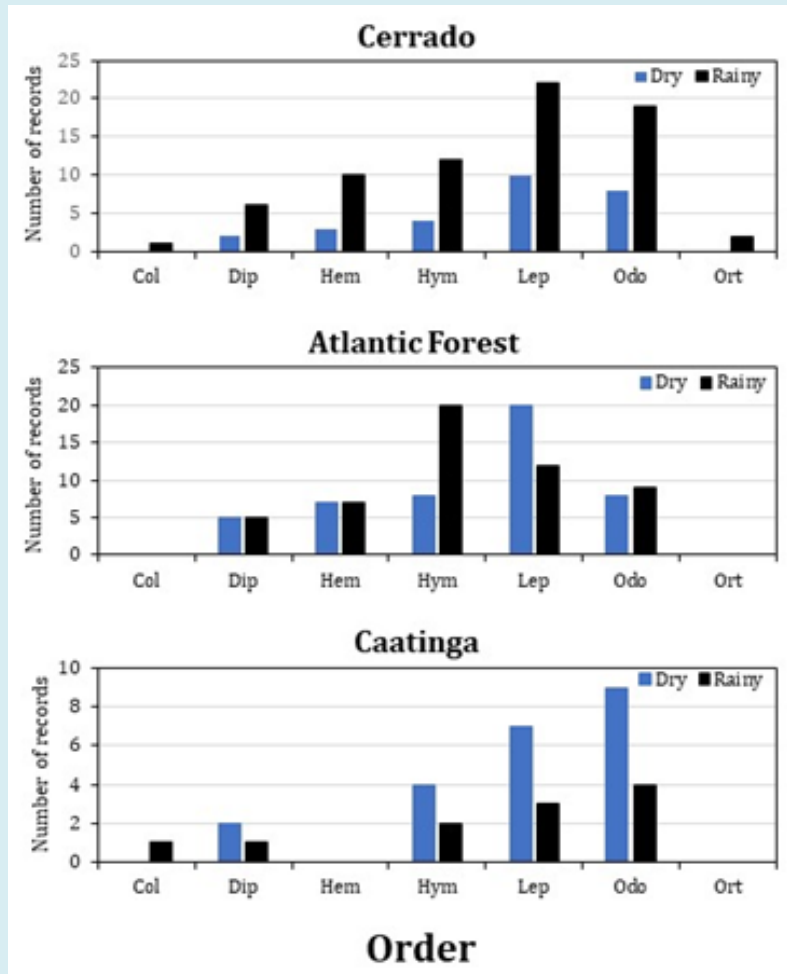 Cerrado
Number of records
25
20
15
10
5
0
Dry Rainy
Col Dip Hem Hym Lep Odo Ort
Atlantic Forest
Number of records
25
20
15
10
5
0
Dry Rainy
Col Dip Hem Hym Lep Odo Ort
Caatinga
Number of records
10
8
6
4
2
0
Dry Rainy
Col Dip Hem Hym Lep Odo Ort
Order